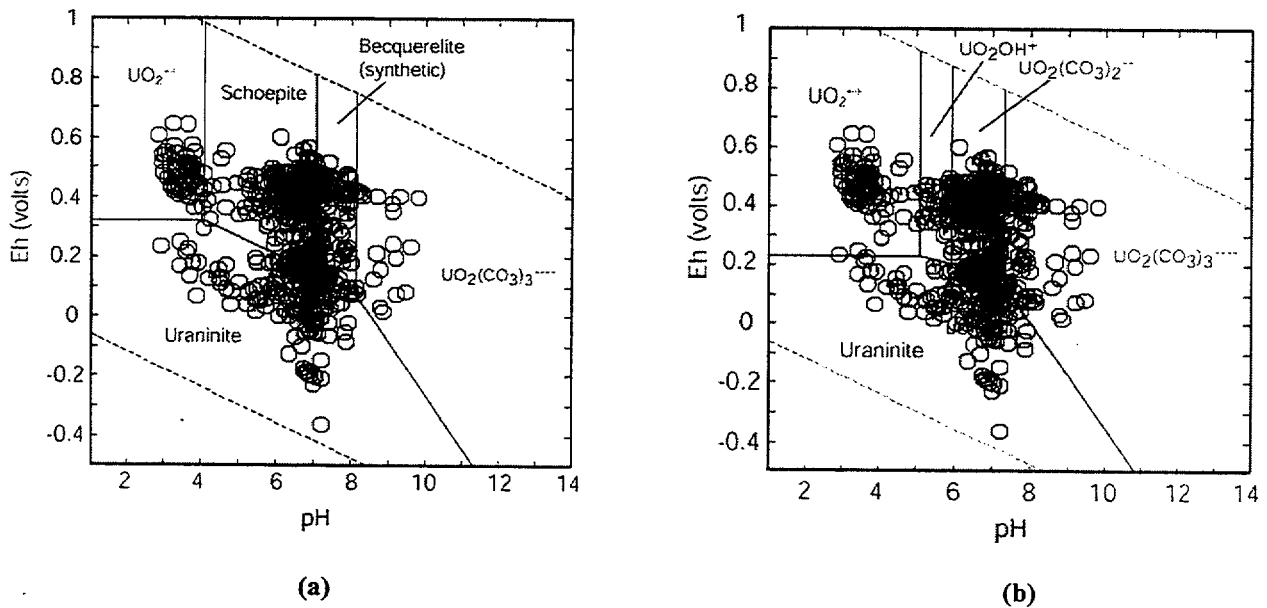 1
0.8
0.6
0.4
0.2
0
-0.2
-0.4
Eh (volts)
UO₂⁺⁺
Schoepite
Becquerelite
(synthetic)
Uraninite
UO₂(CO₃)₃⁻⁻⁻⁻
2 4 6 8 10 12 14
pH
(a)
1
0.8
0.6
0.4
0.2
0
-0.2
-0.4
Eh (volts)
UO₂⁺⁺
UO₂OH⁺
UO₂(CO₃)₂⁻⁻
Uraninite
UO₂(CO₃)₃⁻⁻⁻⁻
2 4 6 8 10 12 14
pH
(b)